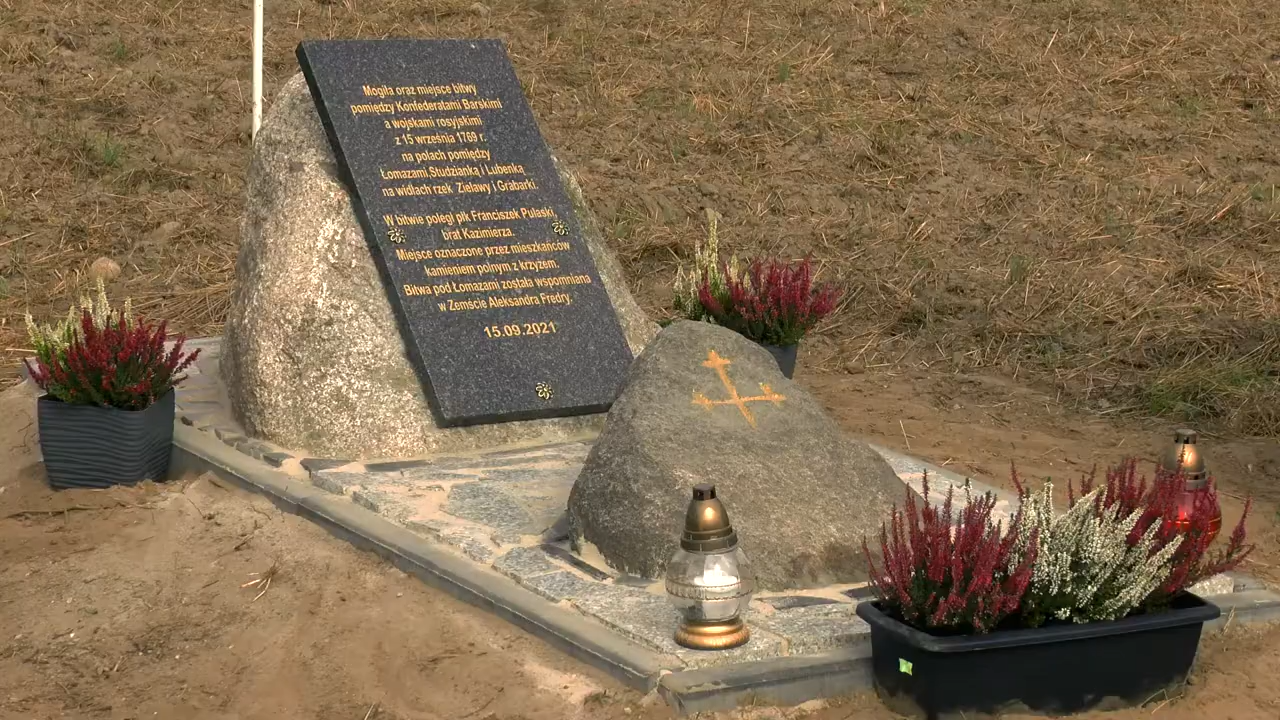 Mogiła oraz miejsce bitwy
pomiędzy Konfederatami Barskimi
a wojskami rosyjskimi
z 15 września 1769 r.
na polach pomiędzy
Łomazami,Studzianką i Lubenką
na widłach rzek Zielawy i Grabarki.
W bitwie poległ płk Franciszek Pułaski,
brat Kazimierza.
Miejsce oznaczone przez mieszkańców
kamieniem polnym z krzyżem.
Bitwa pod Łomazami została wspomniana
w Zemście Aleksandra Fredry.
15.09.2021